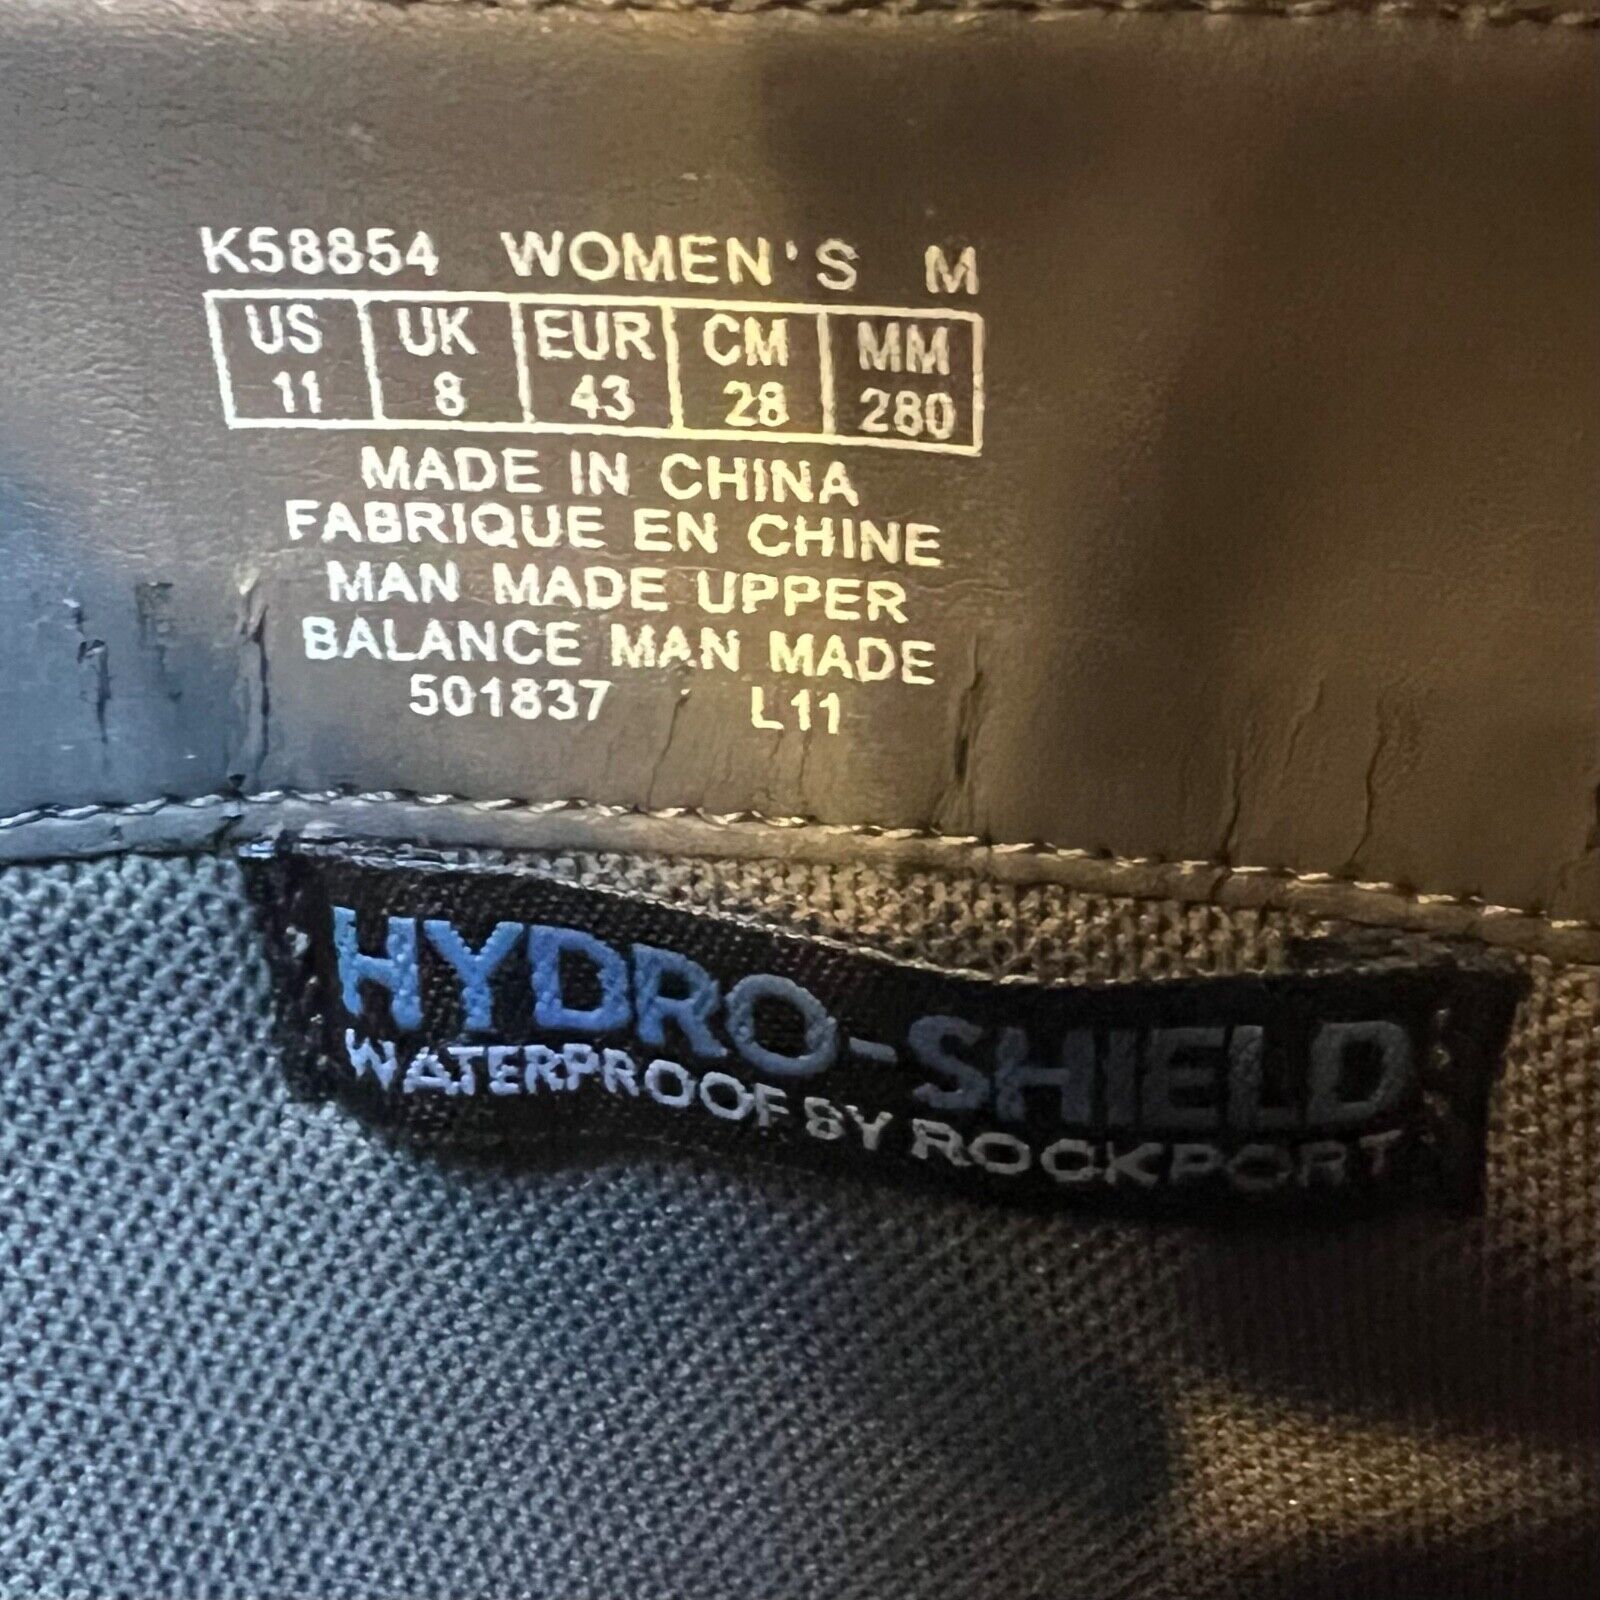 K58854 WOMEN'S M
US UK EUR CM MM
11 8 43 28 280
MADE IN CHINA
FABRIQUE EN CHINE
MAN MADE UPPER
BALANCE MAN MADE
501837 L11
HYDRO-SHIELD
WATERPROOF BY ROCKPORT